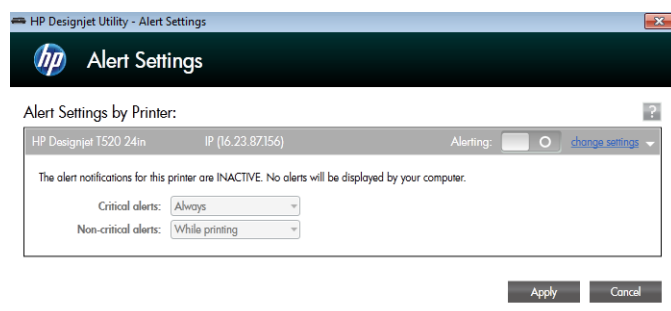 HP Designjet Utility - Alert Settings
hp Alert Settings
Alert Settings by Printer:
?
HP Designjet T520 24in IP (16.23.87.156) Alerting: O change settings
The alert notifications for this printer are INACTIVE. No alerts will be displayed by your computer.
Critical alerts: Always
Non-critical alerts: While printing
Apply Cancel